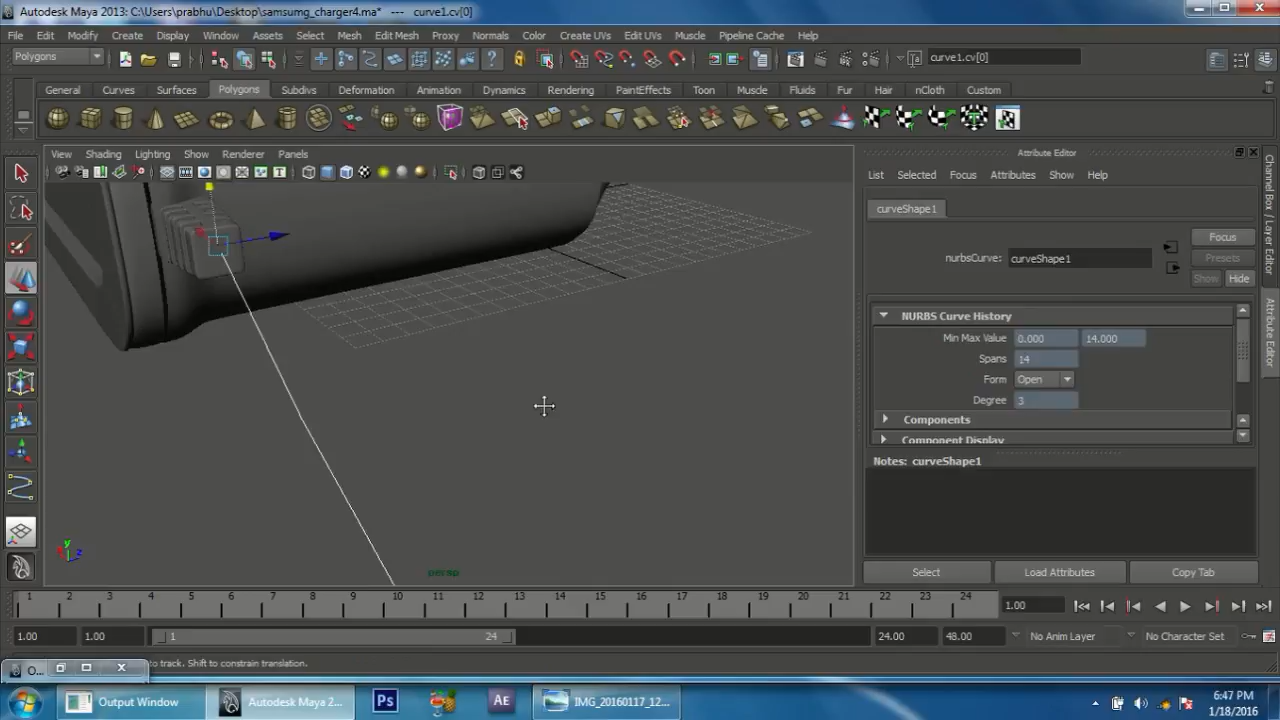 Autodesk Maya 2013: C:\Users\prabhu\Desktop\samsumg_charger4.ma* --- curve1.cv[0]
File Edit Modify Create Display Window Assets Select Mesh Edit Mesh Proxy Normals Color Create UVs Edit UVs Muscle Pipeline Cache Help
Polygons curve1.cv[0]
General Curves Surfaces Polygons Subdivs Deformation Animation Dynamics Rendering PaintEffects Toon Muscle Fluids Fur Hair nCloth Custom
View Shading Lighting Show Renderer Panels
Attribute Editor
List Selected Focus Attributes Show Help
curveShape1
Focus
nurbsCurve: curveShape1
Presets
Show Hide
NURBS Curve History
Min Max Value 0.000 14.000
Spans 14
Form Open
Degree 3
Components
Component Display
Notes: curveShape1
Select Load Attributes Copy Tab
Channel Box / Layer Editor
Attribute Editor
y
z
persp
1 2 3 4 5 6 7 8 9 10 11 12 13 14 15 16 17 18 19 20 21 22 23 24 1.00
1.00 1.00 1 24 24.00 48.00 No Anim Layer No Character Set
O... to track. Shift to constrain translation.
Output Window Autodesk Maya 2... Ps Ae IMG_20160117_12...
6:47 PM
1/18/2016